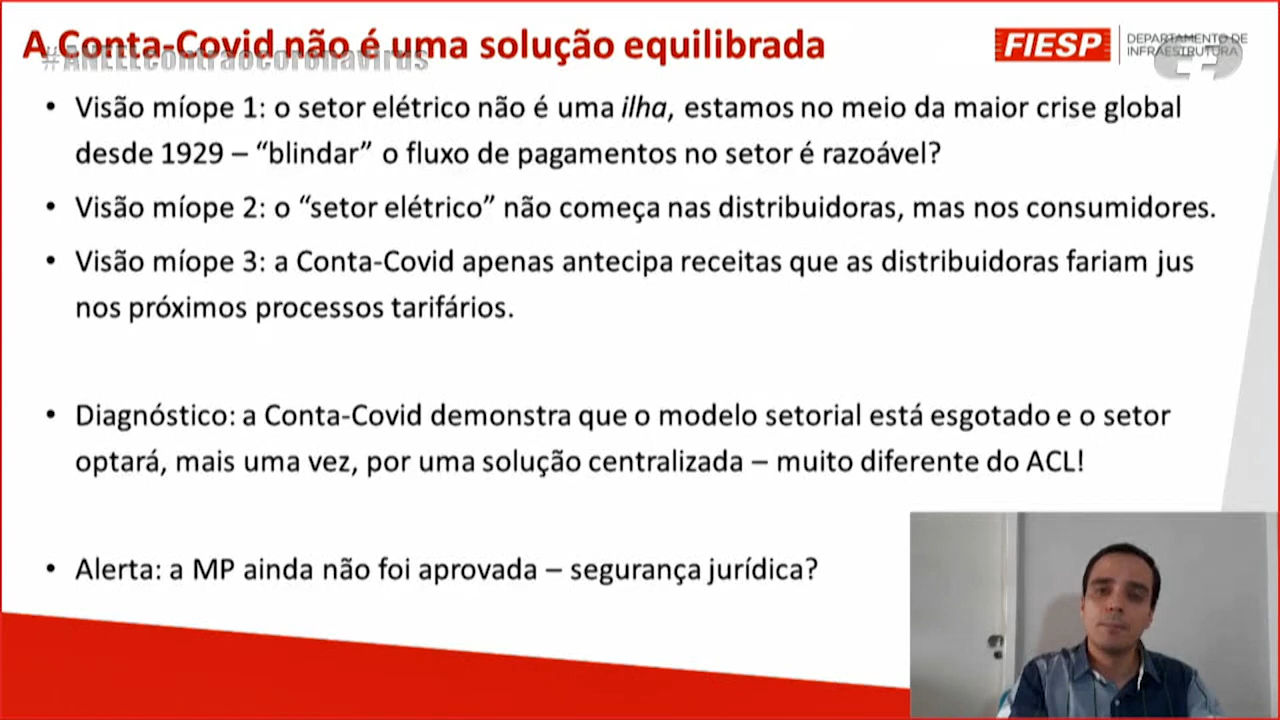 A Conta-Covid não é uma solução equilibrada
#ANEELcontraocoronavirus
FIESP
DEPARTAMENTO DE
INFRAESTRUTURA
• Visão míope 1: o setor elétrico não é uma ilha, estamos no meio da maior crise global
desde 1929 – “blindar” o fluxo de pagamentos no setor é razoável?
• Visão míope 2: o “setor elétrico” não começa nas distribuidoras, mas nos consumidores.
• Visão míope 3: a Conta-Covid apenas antecipa receitas que as distribuidoras fariam jus
nos próximos processos tarifários.
• Diagnóstico: a Conta-Covid demonstra que o modelo setorial está esgotado e o setor
optará, mais uma vez, por uma solução centralizada – muito diferente do ACL!
• Alerta: a MP ainda não foi aprovada – segurança jurídica?